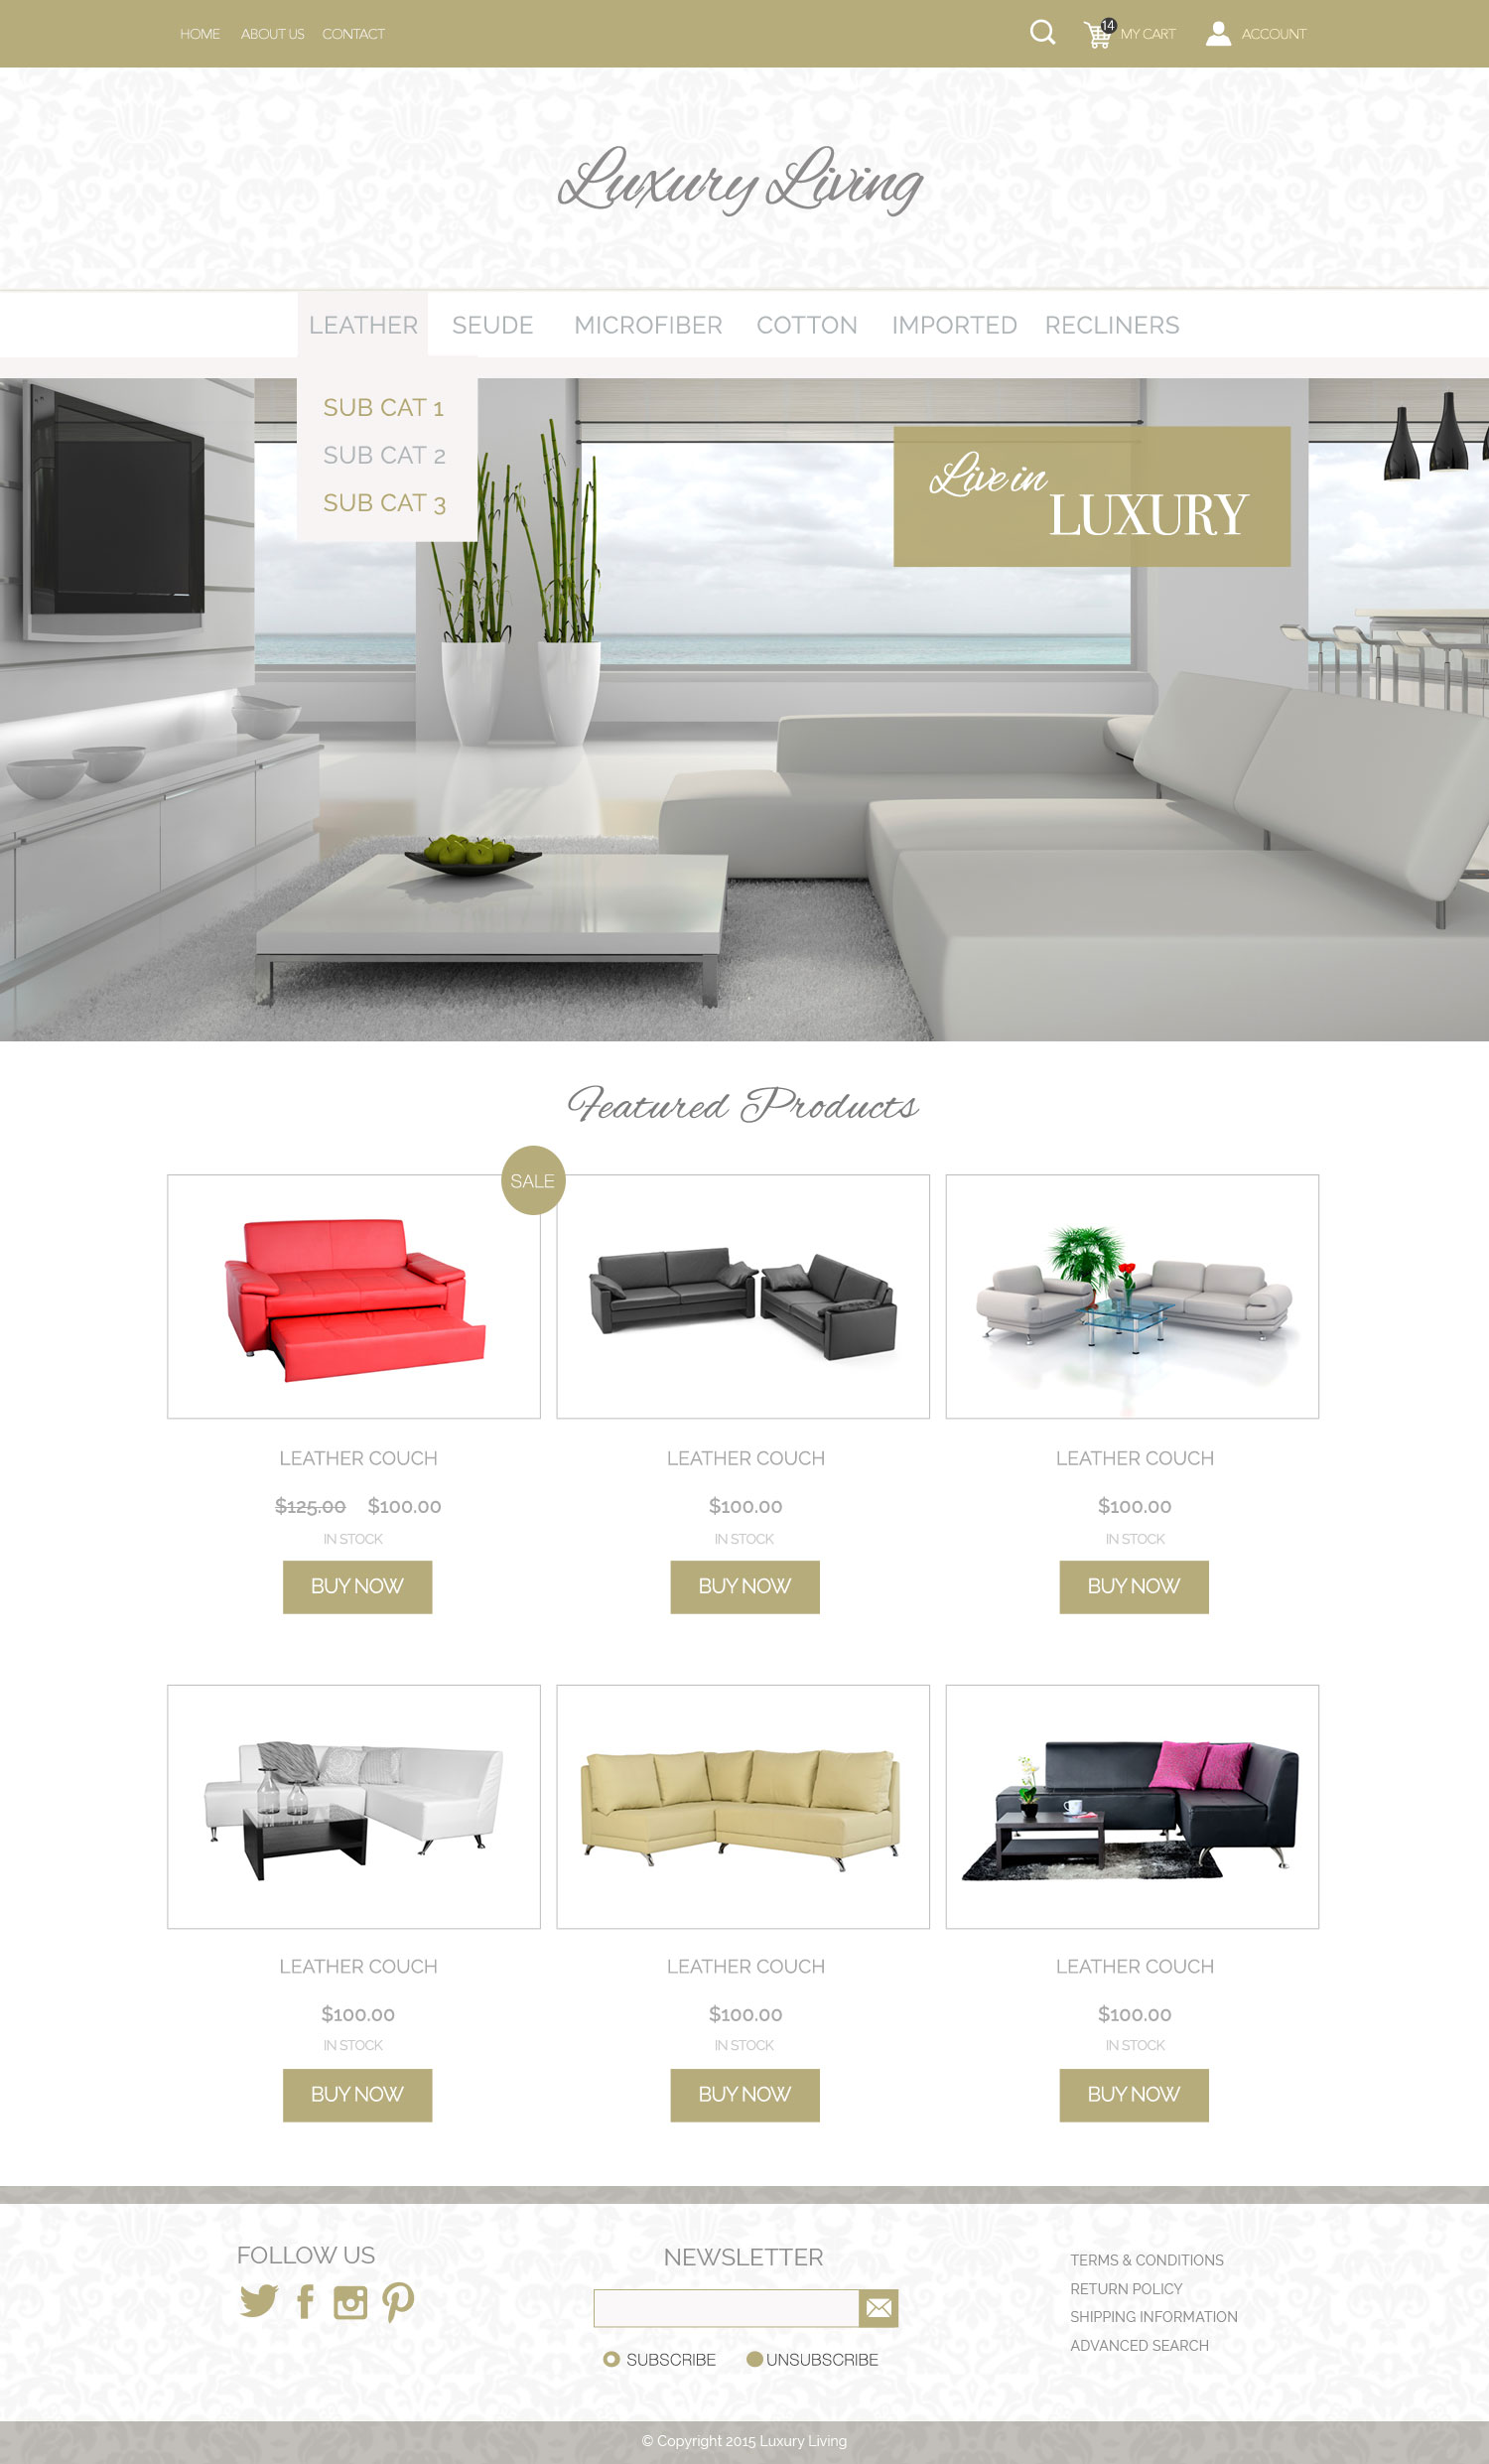 HOME ABOUT US CONTACT 14 MY CART ACCOUNT
Luxury Living
LEATHER SEUDE MICROFIBER COTTON IMPORTED RECLINERS
SUB CAT 1
SUB CAT 2
SUB CAT 3
Live in
LUXURY
Featured Products
SALE
LEATHER COUCH LEATHER COUCH LEATHER COUCH
$125.00 $100.00 $100.00 $100.00
IN STOCK IN STOCK IN STOCK
BUY NOW BUY NOW BUY NOW
LEATHER COUCH LEATHER COUCH LEATHER COUCH
$100.00 $100.00 $100.00
IN STOCK IN STOCK IN STOCK
BUY NOW BUY NOW BUY NOW
FOLLOW US
NEWSLETTER
SUBSCRIBE UNSUBSCRIBE
TERMS & CONDITIONS
RETURN POLICY
SHIPPING INFORMATION
ADVANCED SEARCH
© Copyright 2015 Luxury Living